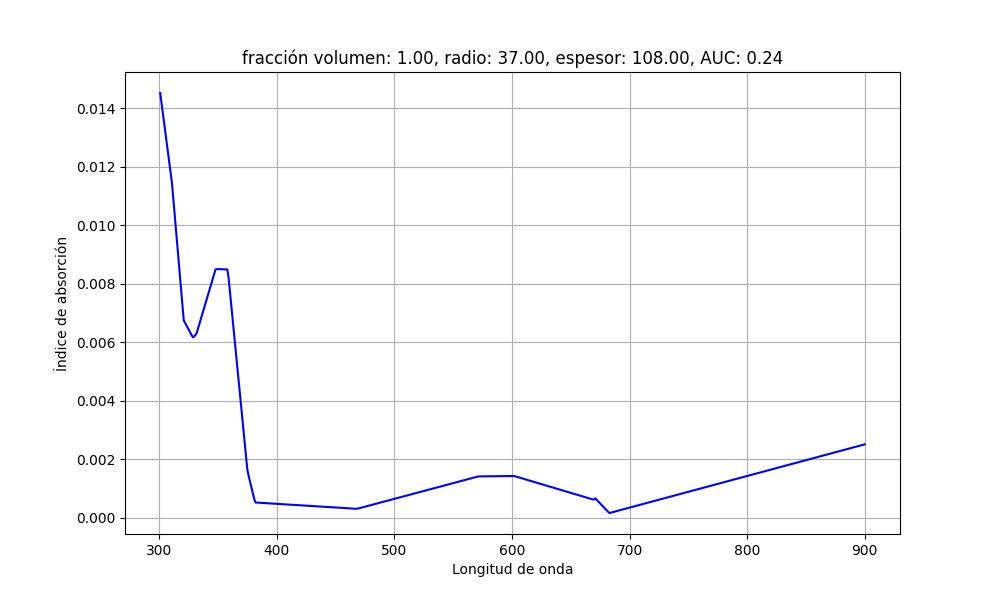 fracción volumen: 1.00, radio: 37.00, espesor: 108.00, AUC: 0.24
0.014
0.012
0.010
0.008
0.006
0.004
0.002
0.000
Índice de absorción
300 400 500 600 700 800 900
Longitud de onda